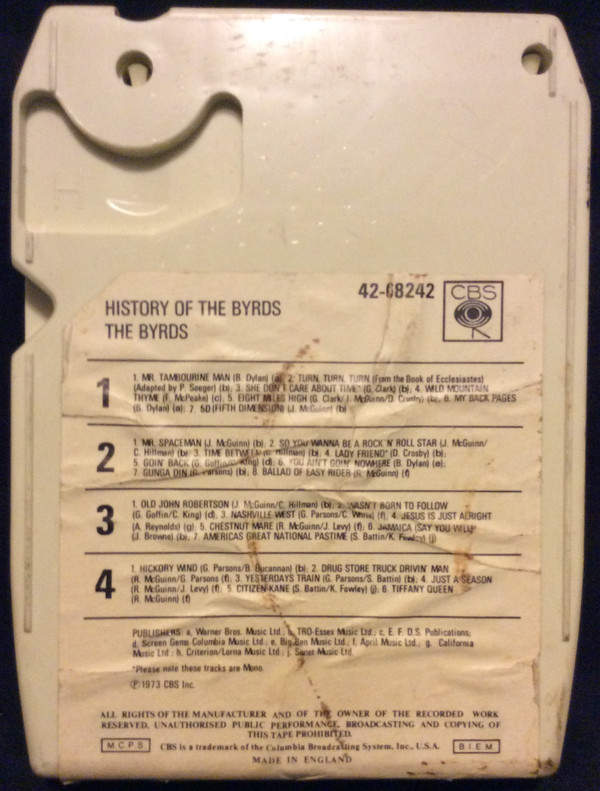 42-68242 CBS
HISTORY OF THE BYRDS
THE BYRDS
1
1. MR. TAMBOURINE MAN (B. Dylan) (a). 2. TURN, TURN, TURN (From the Book of Ecclesiastes)
(Adapted by P. Seeger) (b). 3. SHE DON'T CARE ABOUT TIME* (G. Clark) (b). 4. WILD MOUNTAIN
THYME (F. McPeake) (c). 5. EIGHT MILES HIGH (G. Clark/J. McGuinn/D. Crosby) (b). 6. MY BACK PAGES
(B. Dylan) (a). 7. 5D (FIFTH DIMENSION) (J. McGuinn) (b)
2
1. MR. SPACEMAN (J. McGuinn) (b). 2. SO YOU WANNA BE A ROCK 'N' ROLL STAR (J. McGuinn/
C. Hillman) (b). 3. TIME BETWEEN (C. Hillman) (b). 4. LADY FRIEND* (D. Crosby) (b).
5. GOIN' BACK (G. Goffin/C. King) (d). 6. YOU AIN'T GOIN' NOWHERE (B. Dylan) (e).
7. GUNGA DIN (G. Parsons) (b). 8. BALLAD OF EASY RIDER (R. McGuinn) (f)
3
1. OLD JOHN ROBERTSON (J. McGuinn/C. Hillman) (b). 2. WASN'T BORN TO FOLLOW
(G. Goffin/C. King) (d). 3. NASHVILLE WEST (G. Parsons/C. White) (f). 4. JESUS IS JUST ALRIGHT
(A. Reynolds) (g). 5. CHESTNUT MARE (R. McGuinn/J. Levy) (f). 6. JAMAICA (SAY YOU WILL)
(J. Browne) (b). 7. AMERICAS GREAT NATIONAL PASTIME (S. Battin/K. Fowley) (j)
4
1. HICKORY WIND (G. Parsons/B. Bucannan) (b). 2. DRUG STORE TRUCK DRIVIN' MAN
(R. McGuinn/G. Parsons (f). 3. YESTERDAYS TRAIN (G. Parsons/S. Battin) (b). 4. JUST A SEASON
(R. McGuinn/J. Levy) (f). 5. CITIZEN KANE (S. Battin/K. Fowley) (j). 6. TIFFANY QUEEN
(R. McGuinn) (f)
PUBLISHERS: a, Warner Bros. Music Ltd.; b, TRO-Essex Music Ltd.; c, E. F. D.S. Publications;
d, Screen Gems-Columbia Music Ltd.; e, Big Ben Music Ltd.; f, April Music Ltd.; g, California
Music Ltd.; h, Criterion/Lorna Music Ltd.; j, Sunet Music Ltd.
*Please note these tracks are Mono.
Ⓟ 1973 CBS Inc.
ALL RIGHTS OF THE MANUFACTURER AND OF THE OWNER OF THE RECORDED WORK
RESERVED. UNAUTHORISED PUBLIC PERFORMANCE, BROADCASTING AND COPYING OF
THIS TAPE PROHIBITED.
MCPS CBS is a trademark of the Columbia Broadcasting System, Inc., U.S.A. BIEM
MADE IN ENGLAND